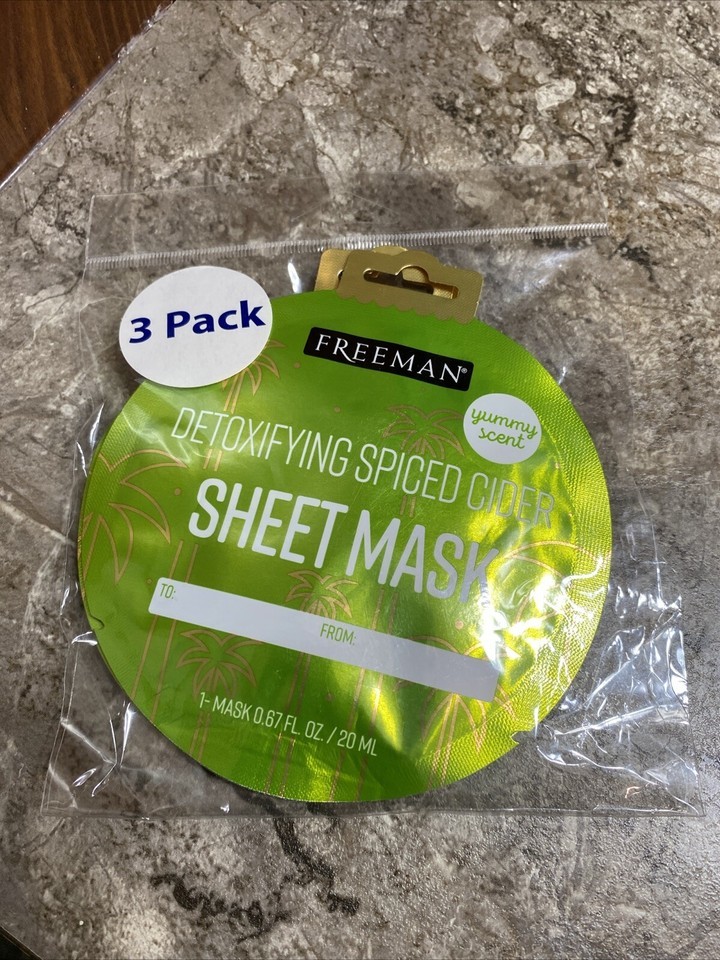 3 Pack
FREEMAN®
yummy
scent
DETOXIFYING SPICED CIDER
SHEET MASK
TO:
FROM:
1- MASK 0.67 FL. OZ. / 20 ML